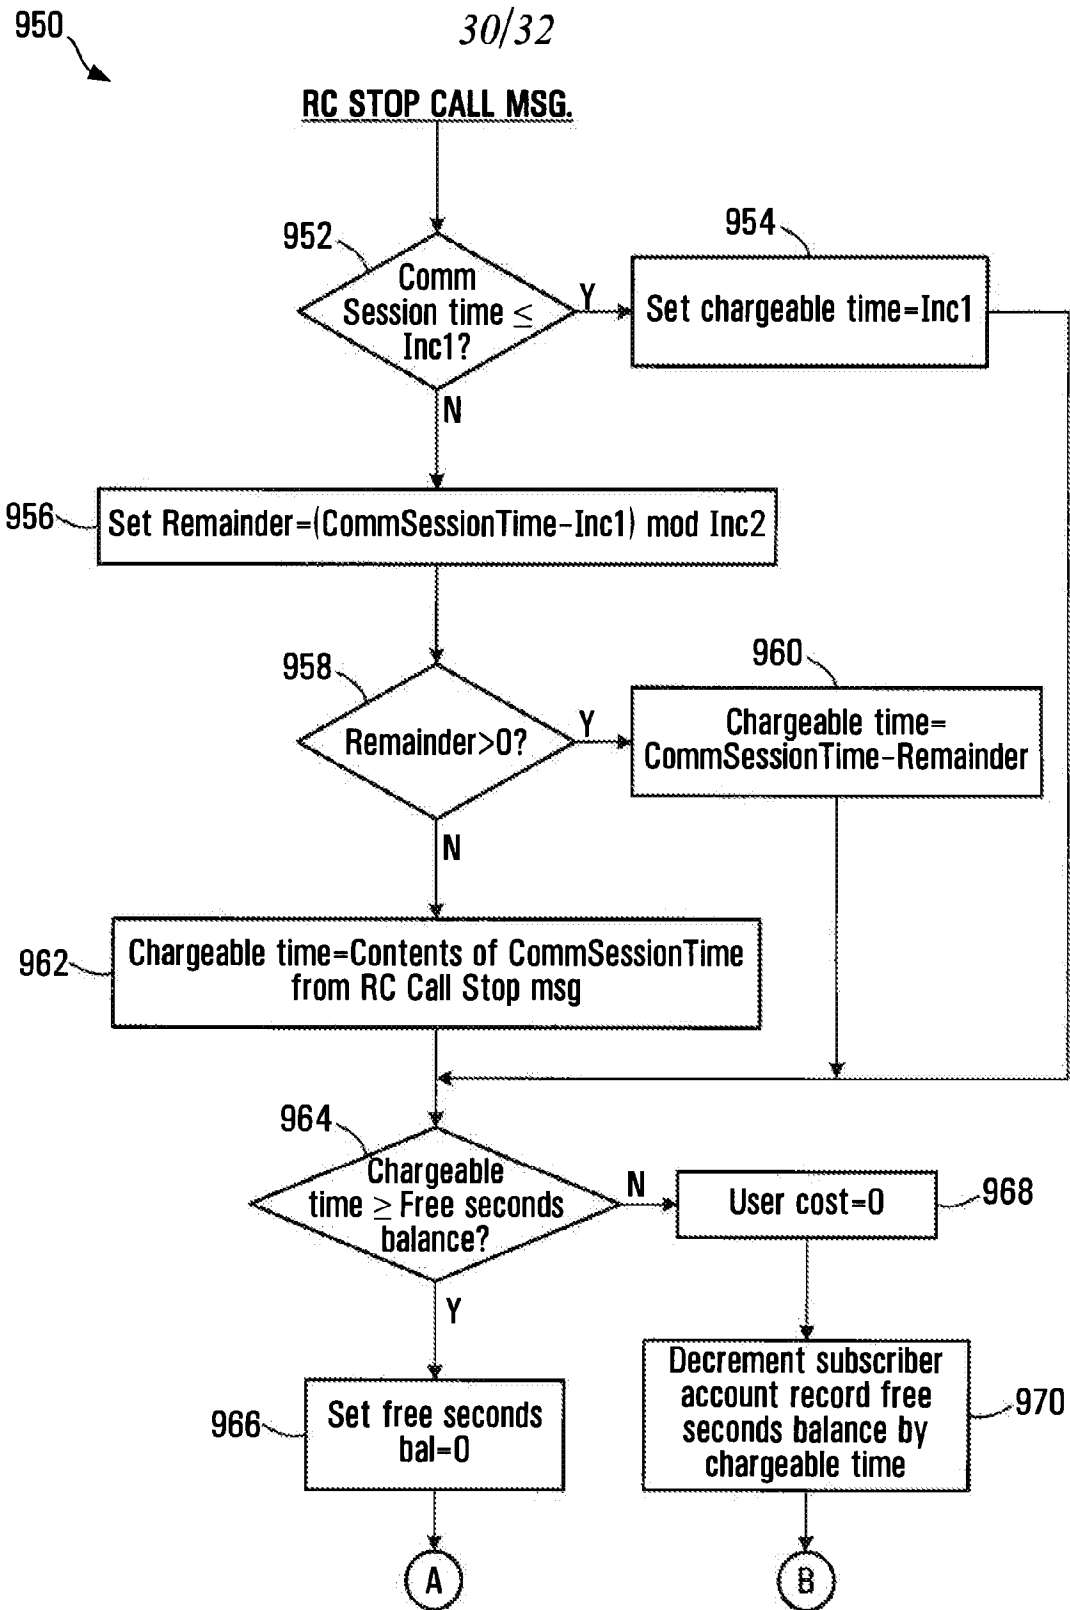 950
30/32
RC STOP CALL MSG.
952
Comm
Session time ≤
Inc1?
Y
954
Set chargeable time=Inc1
N
956
Set Remainder=(CommSessionTime-Inc1) mod Inc2
958
Remainder>0?
Y
960
Chargeable time=
CommSessionTime-Remainder
N
962
Chargeable time=Contents of CommSessionTime
from RC Call Stop msg
964
Chargeable
time ≥ Free seconds
balance?
N
User cost=0
968
Y
966
Set free seconds
bal=0
Decrement subscriber
account record free
seconds balance by
chargeable time
970
A
B